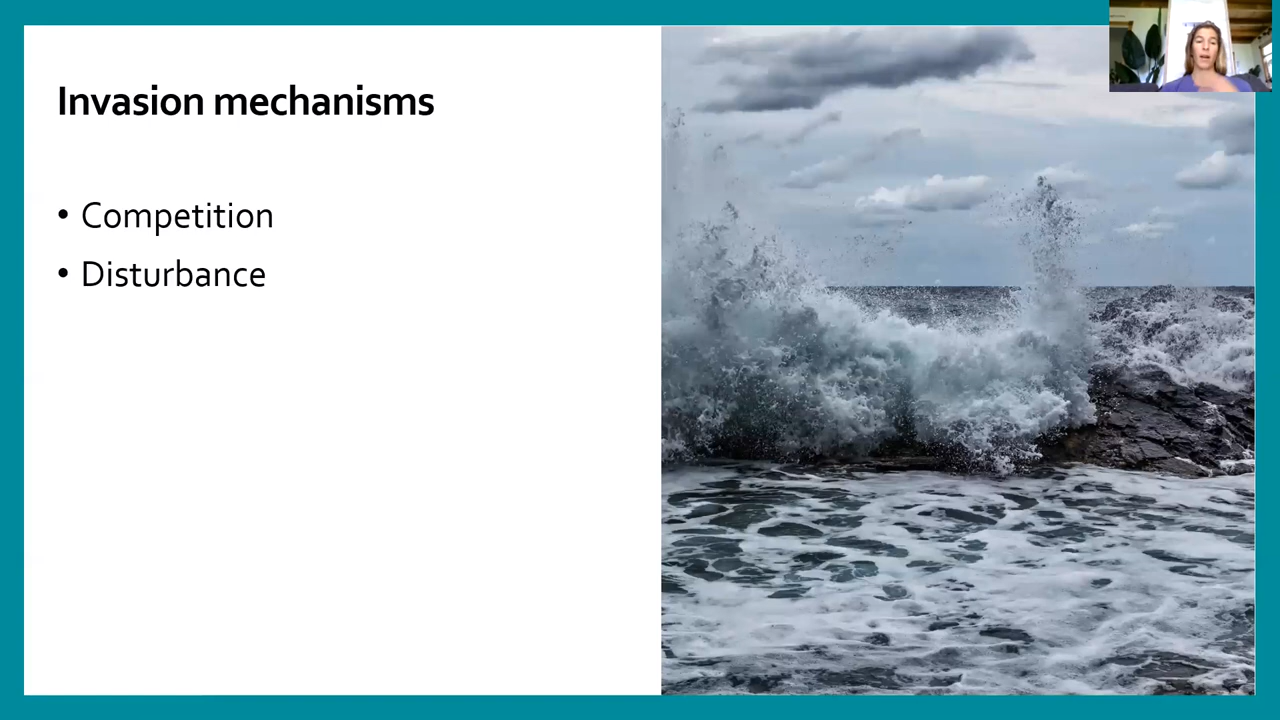 Invasion mechanisms
• Competition
• Disturbance